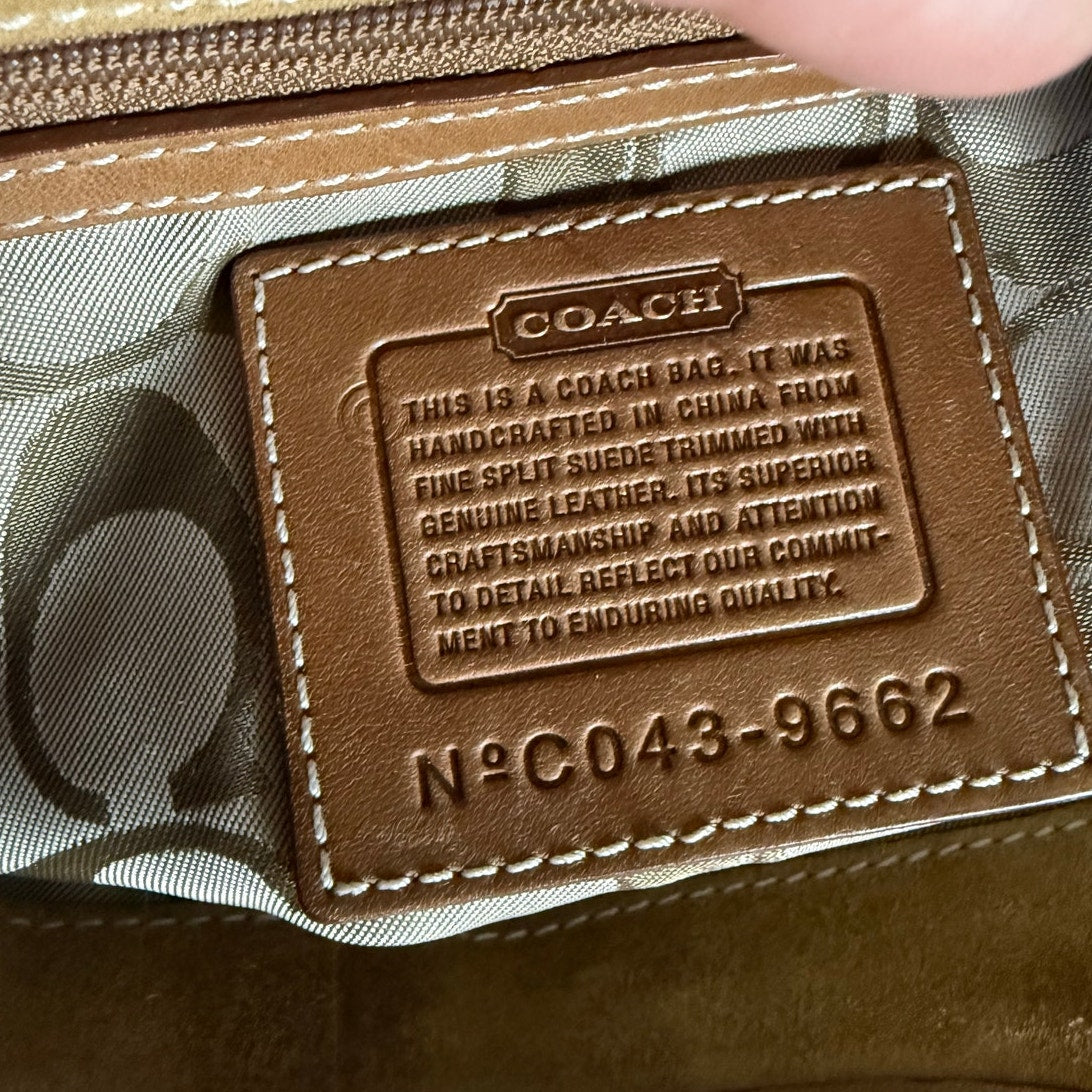 COACH
THIS IS A COACH BAG. IT WAS
HANDCRAFTED IN CHINA FROM
FINE SPLIT SUEDE TRIMMED WITH
GENUINE LEATHER. ITS SUPERIOR
CRAFTSMANSHIP AND ATTENTION
TO DETAIL REFLECT OUR COMMIT-
MENT TO ENDURING QUALITY.
NºC043-9662